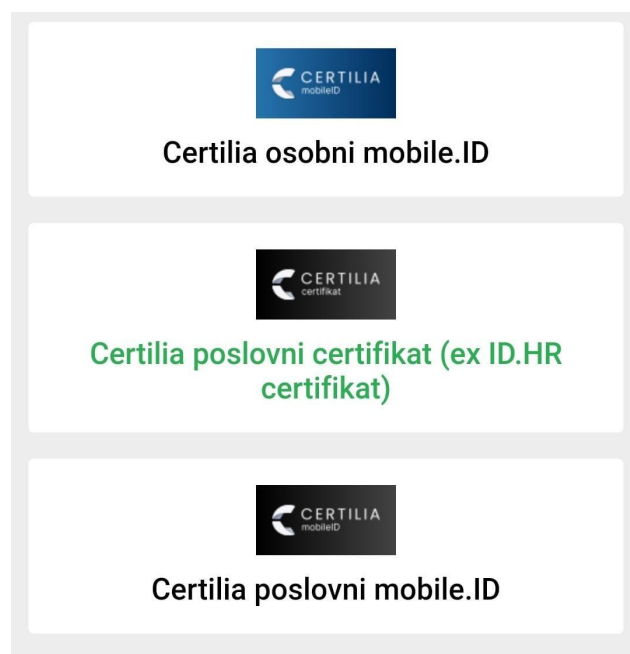 CERTILIA
mobileID
Certilia osobni mobile.ID
CERTILIA
certifikat
Certilia poslovni certifikat (ex ID.HR
certifikat)
CERTILIA
mobileID
Certilia poslovni mobile.ID